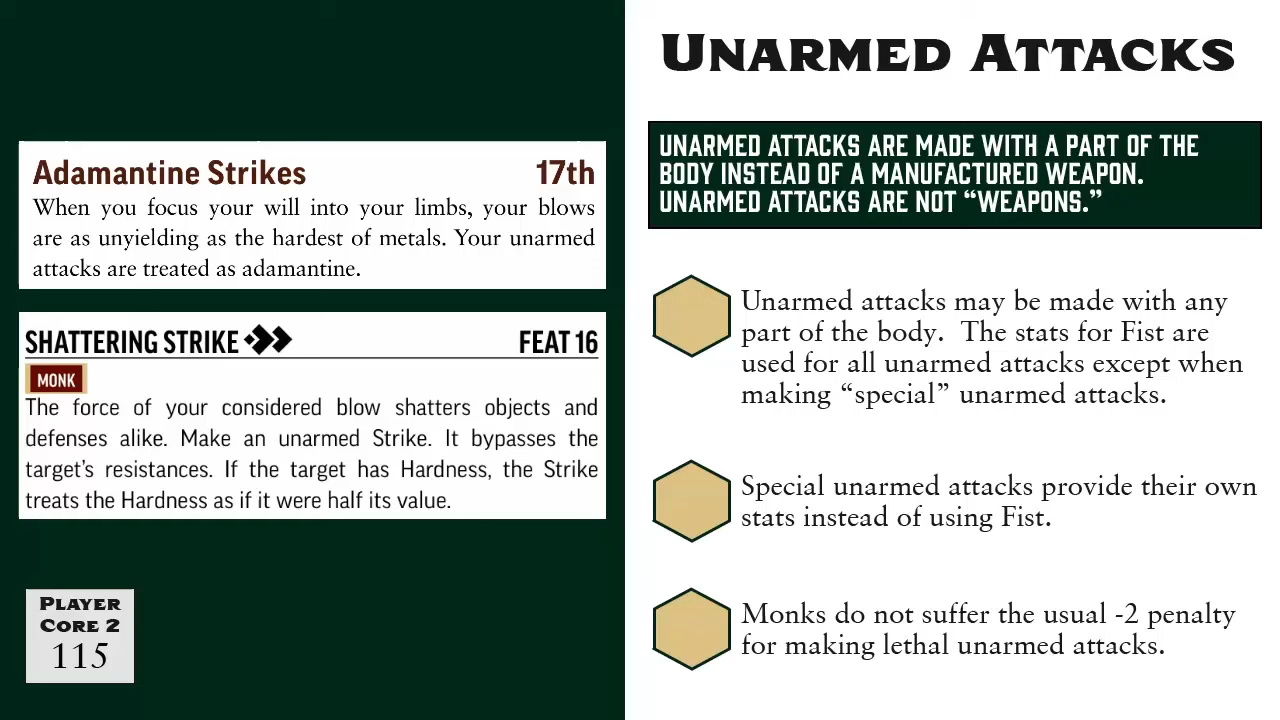 Adamantine Strikes 17th
When you focus your will into your limbs, your blows
are as unyielding as the hardest of metals. Your unarmed
attacks are treated as adamantine.
SHATTERING STRIKE FEAT 16
MONK
The force of your considered blow shatters objects and
defenses alike. Make an unarmed Strike. It bypasses the
target's resistances. If the target has Hardness, the Strike
treats the Hardness as if it were half its value.
PLAYER
CORE 2
115
UNARMED ATTACKS
UNARMED ATTACKS ARE MADE WITH A PART OF THE
BODY INSTEAD OF A MANUFACTURED WEAPON.
UNARMED ATTACKS ARE NOT “WEAPONS.”
Unarmed attacks may be made with any
part of the body. The stats for Fist are
used for all unarmed attacks except when
making “special” unarmed attacks.
Special unarmed attacks provide their own
stats instead of using Fist.
Monks do not suffer the usual -2 penalty
for making lethal unarmed attacks.